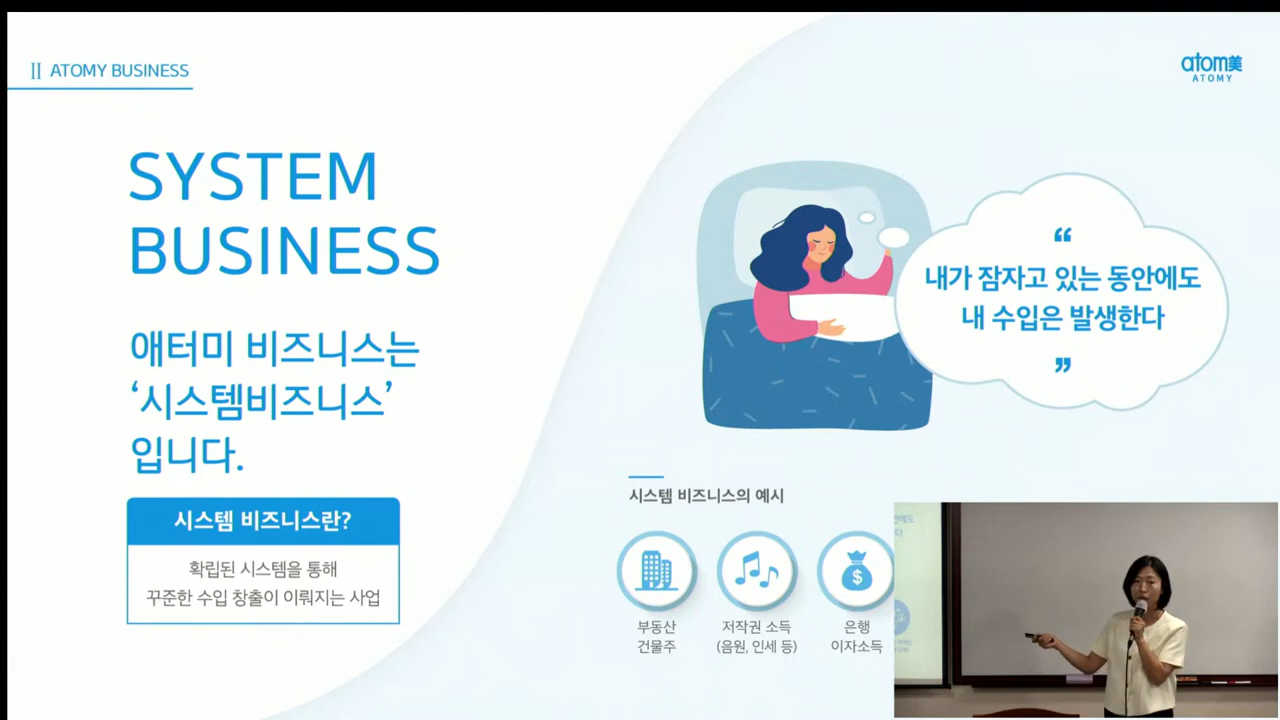 Ⅱ ATOMY BUSINESS
atom美
ATOMY
SYSTEM
BUSINESS
애터미 비즈니스는
‘시스템비즈니스’
입니다.
시스템 비즈니스란?
확립된 시스템을 통해
꾸준한 수입 창출이 이뤄지는 사업
“
내가 잠자고 있는 동안에도
내 수입은 발생한다
”
시스템 비즈니스의 예시
부동산
건물주
저작권 소득
(음원, 인세 등)
은행
이자소득